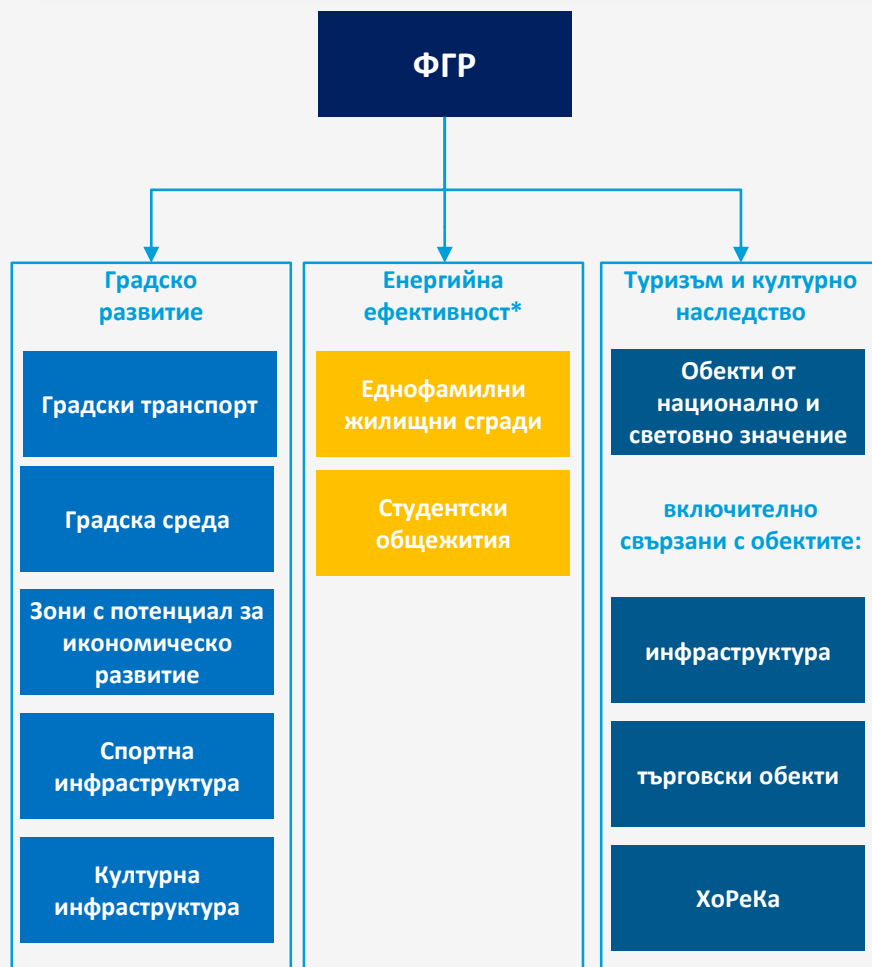 ФГР
Градско
развитие
Градски транспорт
Градска среда
Зони с потенциал за
икономическо
развитие
Спортна
инфраструктура
Културна
инфраструктура
Енергийна
ефективност*
Еднофамилни
жилищни сгради
Студентски
общежития
Туризъм и културно
наследство
Обекти от
национално и
световно значение
включително
свързани с обектите:
инфраструктура
търговски обекти
ХоРеКа